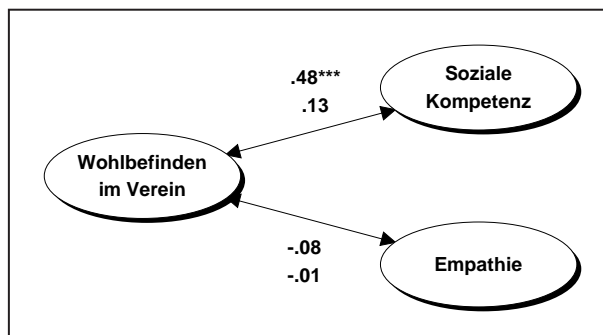 .48***
.13
Soziale
Kompetenz
Wohlbefinden
im Verein
-.08
-.01
Empathie